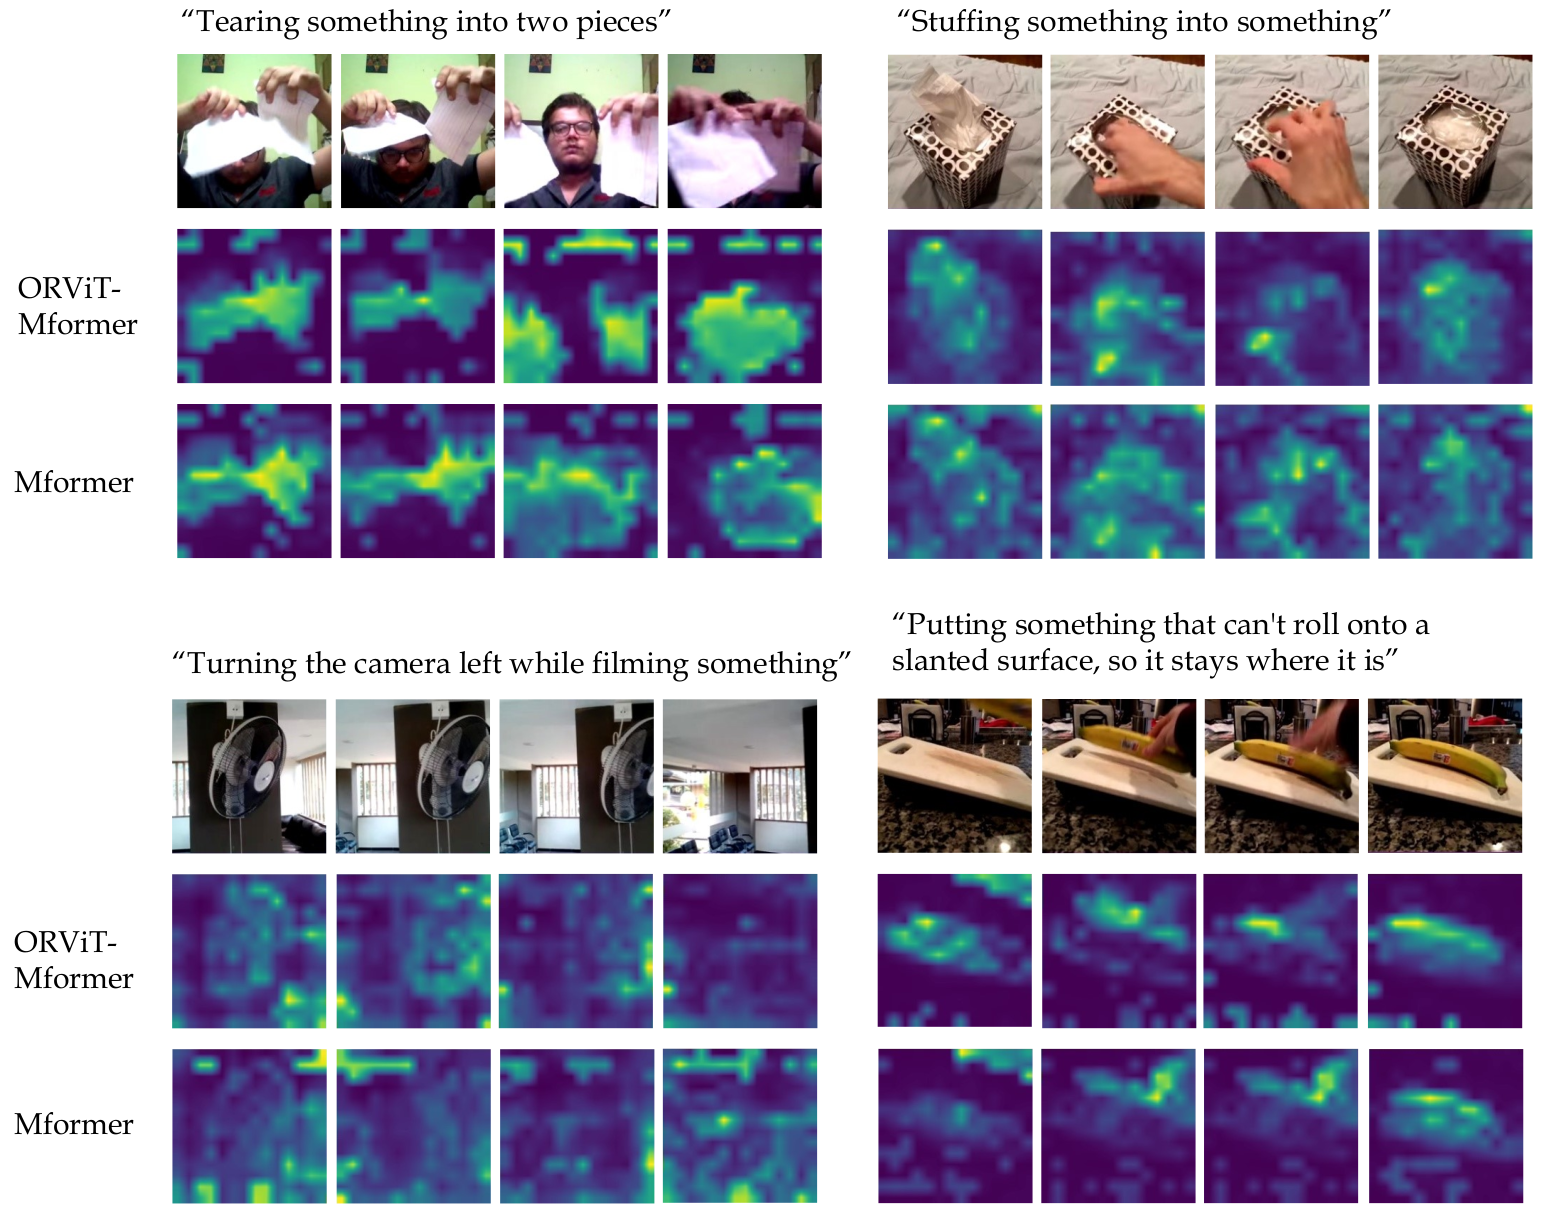 “Tearing something into two pieces”
“Stuffing something into something”
ORViT-
Mformer
Mformer
“Turning the camera left while filming something”
“Putting something that can't roll onto a
slanted surface, so it stays where it is”
ORViT-
Mformer
Mformer